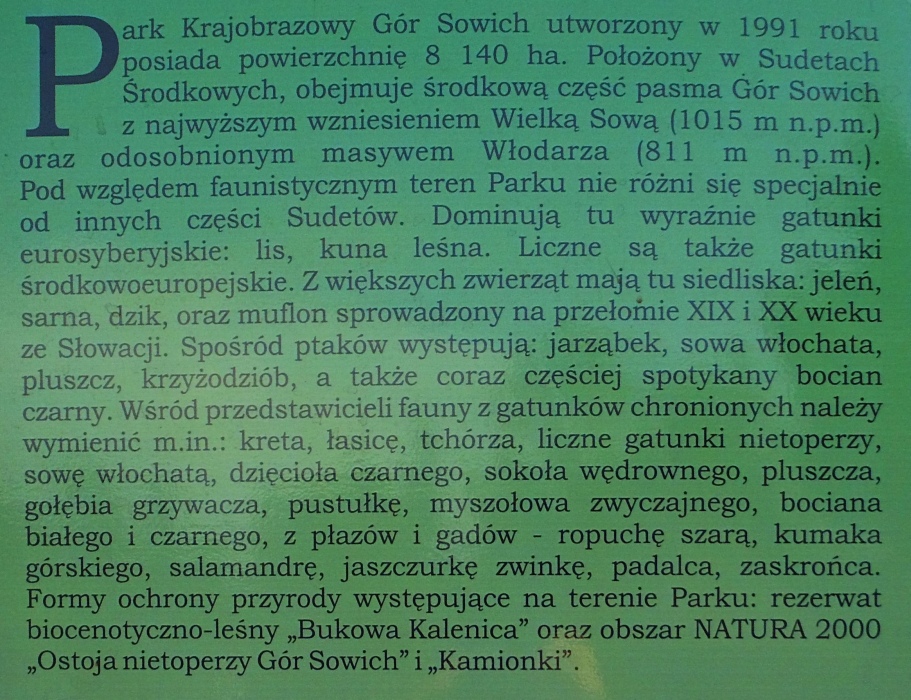 Park Krajobrazowy Gór Sowich utworzony w 1991 roku
posiada powierzchnię 8 140 ha. Położony w Sudetach
Środkowych, obejmuje środkową część pasma Gór Sowich
z najwyższym wzniesieniem Wielką Sową (1015 m n.p.m.)
oraz odosobnionym masywem Włodarza (811 m n.p.m.).
Pod względem faunistycznym teren Parku nie różni się specjalnie
od innych części Sudetów. Dominują tu wyraźnie gatunki
eurosyberyjskie: lis, kuna leśna. Liczne są także gatunki
środkowoeuropejskie. Z większych zwierząt mają tu siedliska: jeleń,
sarna, dzik, oraz muflon sprowadzony na przełomie XIX i XX wieku
ze Słowacji. Spośród ptaków występują: jarząbek, sowa włochata,
pluszcz, krzyżodziób, a także coraz częściej spotykany bocian
czarny. Wśród przedstawicieli fauny z gatunków chronionych należy
wymienić m.in.: kreta, łasicę, tchórza, liczne gatunki nietoperzy,
sowę włochatą, dzięcioła czarnego, sokoła wędrownego, pluszcza,
gołębia grzywacza, pustułkę, myszołowa zwyczajnego, bociana
białego i czarnego, z płazów i gadów - ropuchę szarą, kumaka
górskiego, salamandrę, jaszczurkę zwinkę, padalca, zaskrońca.
Formy ochrony przyrody występujące na terenie Parku: rezerwat
biocenotyczno-leśny „Bukowa Kalenica” oraz obszar NATURA 2000
„Ostoja nietoperzy Gór Sowich” i „Kamionki”.